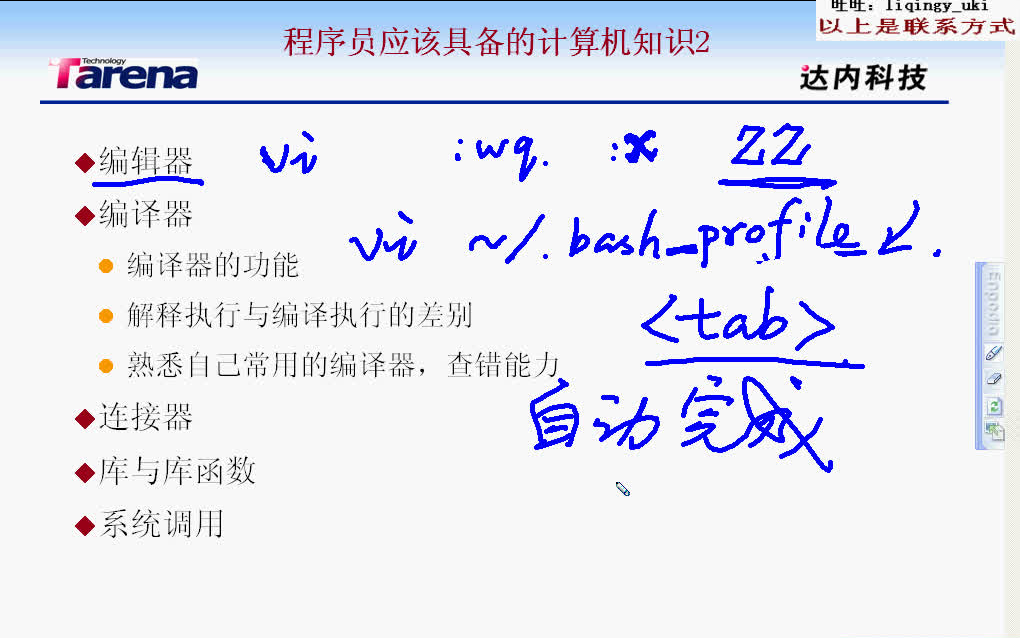 旺旺: liqingy_uki
以上是联系方式
程序员应该具备的计算机知识2
Technology
Tarena
达内科技
编辑器 vi :wq. :x ZZ
编译器
vi ~/.bash_profile ↙.
编译器的功能
解释执行与编译执行的差别
<tab>
熟悉自己常用的编译器，查错能力
自动完成
连接器
库与库函数
系统调用